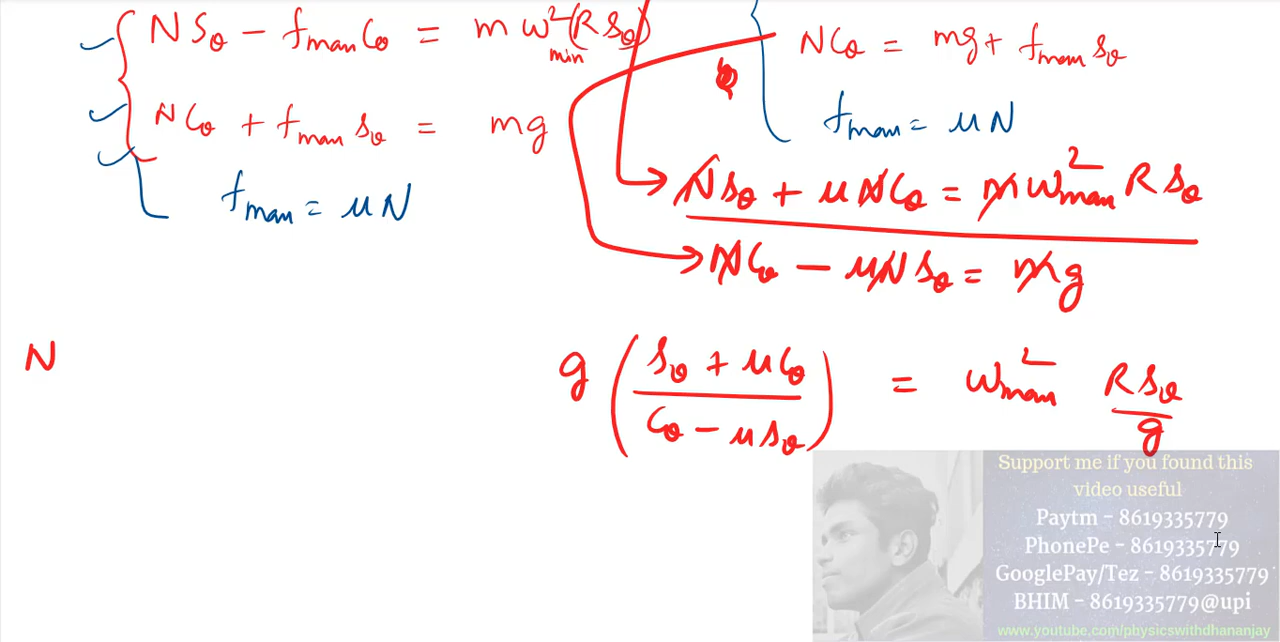 N S_θ − f_max C_θ = m ω²_min (R S_θ)
N C_θ + f_max S_θ = mg
f_max = μN
N C_θ = mg + f_max S_θ
f_max = μN
N S_θ + μ N C_θ = m ω²_max R S_θ
N C_θ − μ N S_θ = m g
N
g ( (S_θ + μ C_θ) / (C_θ − μ S_θ) ) = ω²_max R S_θ / g
Support me if you found this
video useful
Paytm - 8619335779
PhonePe - 8619335779
GooglePay/Tez - 8619335779
BHIM - 8619335779@upi
www.youtube.com/physicswithdhananjay